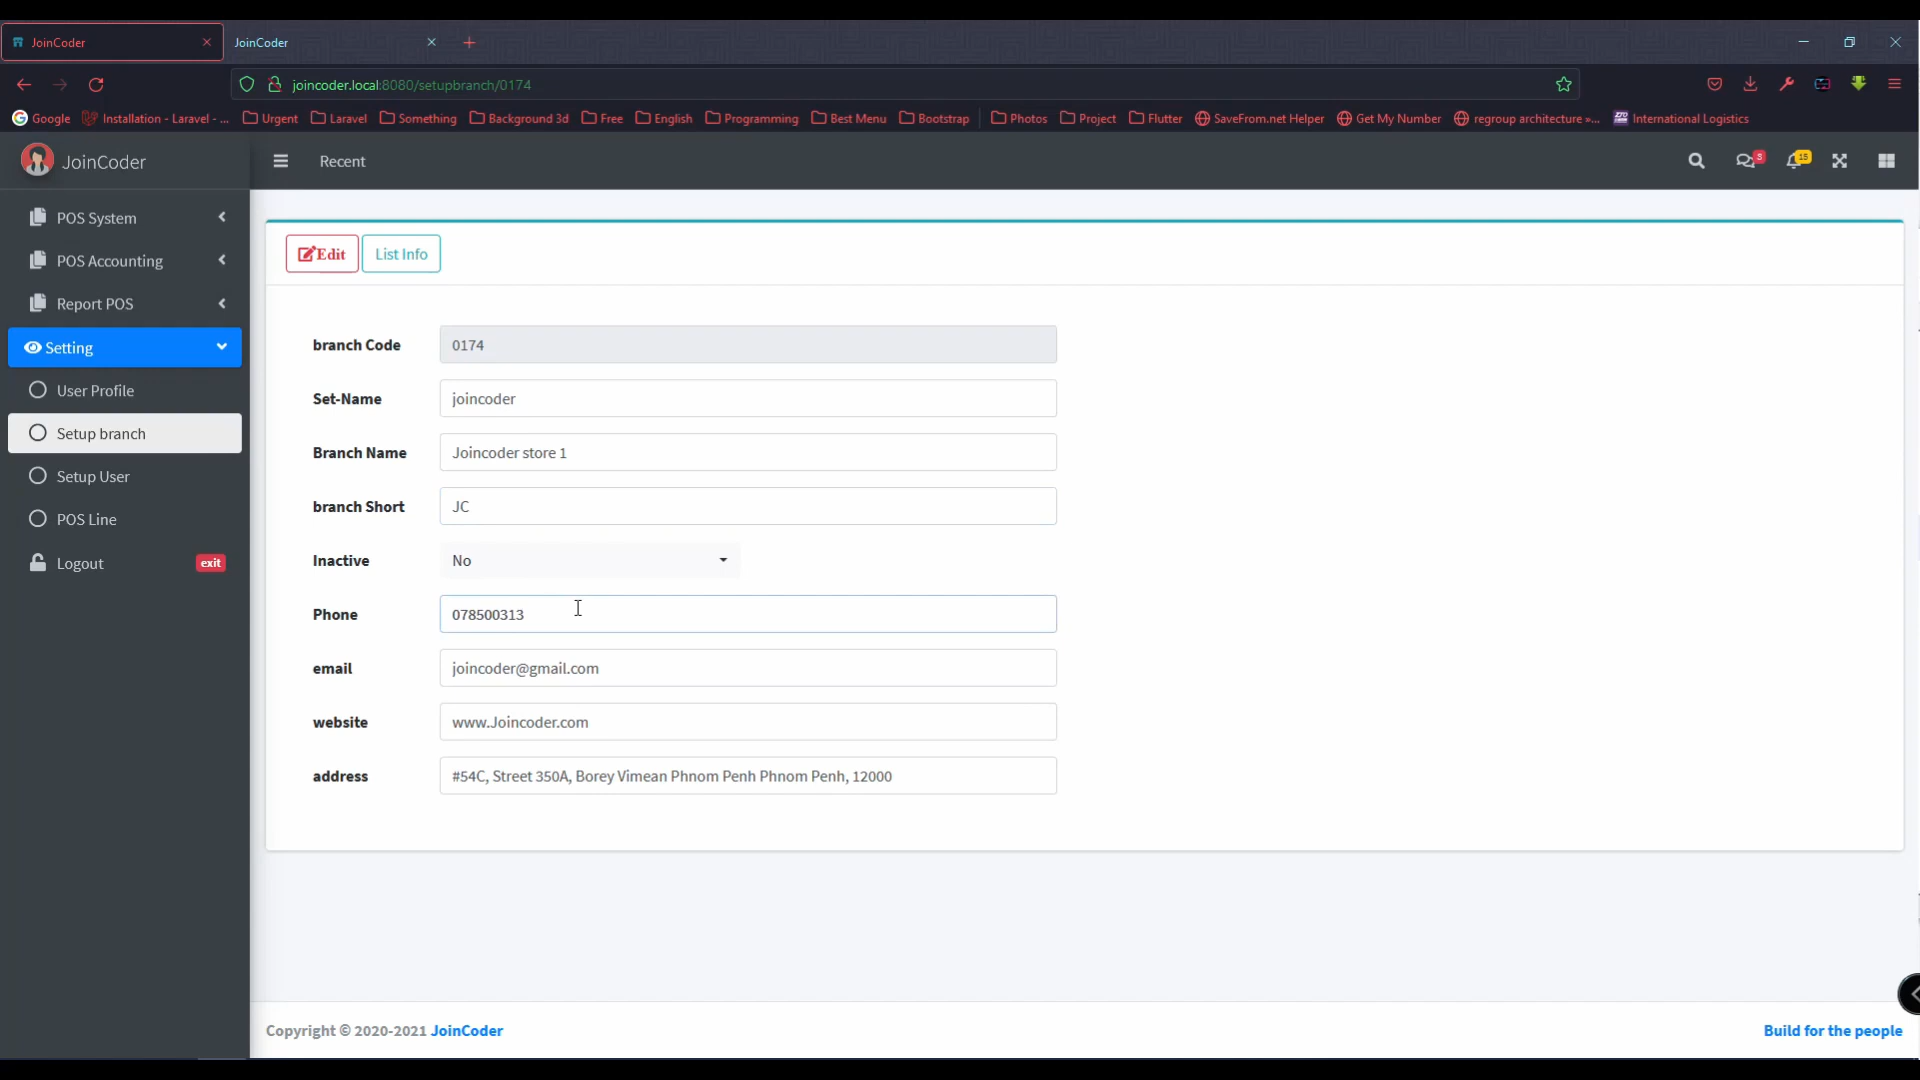 JoinCoder
JoinCoder
joincoder.local:8080/setupbranch/0174
Google
Installation - Laravel - ...
Urgent
Laravel
Something
Background 3d
Free
English
Programming
Best Menu
Bootstrap
Photos
Project
Flutter
SaveFrom.net Helper
Get My Number
regroup architecture »...
International Logistics
JoinCoder
Recent
3
15
POS System
POS Accounting
Report POS
Setting
User Profile
Setup branch
Setup User
POS Line
Logout
exit
Edit
List Info
branch Code
0174
Set-Name
joincoder
Branch Name
Joincoder store 1
branch Short
JC
Inactive
No
Phone
078500313
email
joincoder@gmail.com
website
www.Joincoder.com
address
#54C, Street 350A, Borey Vimean Phnom Penh Phnom Penh, 12000
Copyright © 2020-2021 JoinCoder
Build for the people